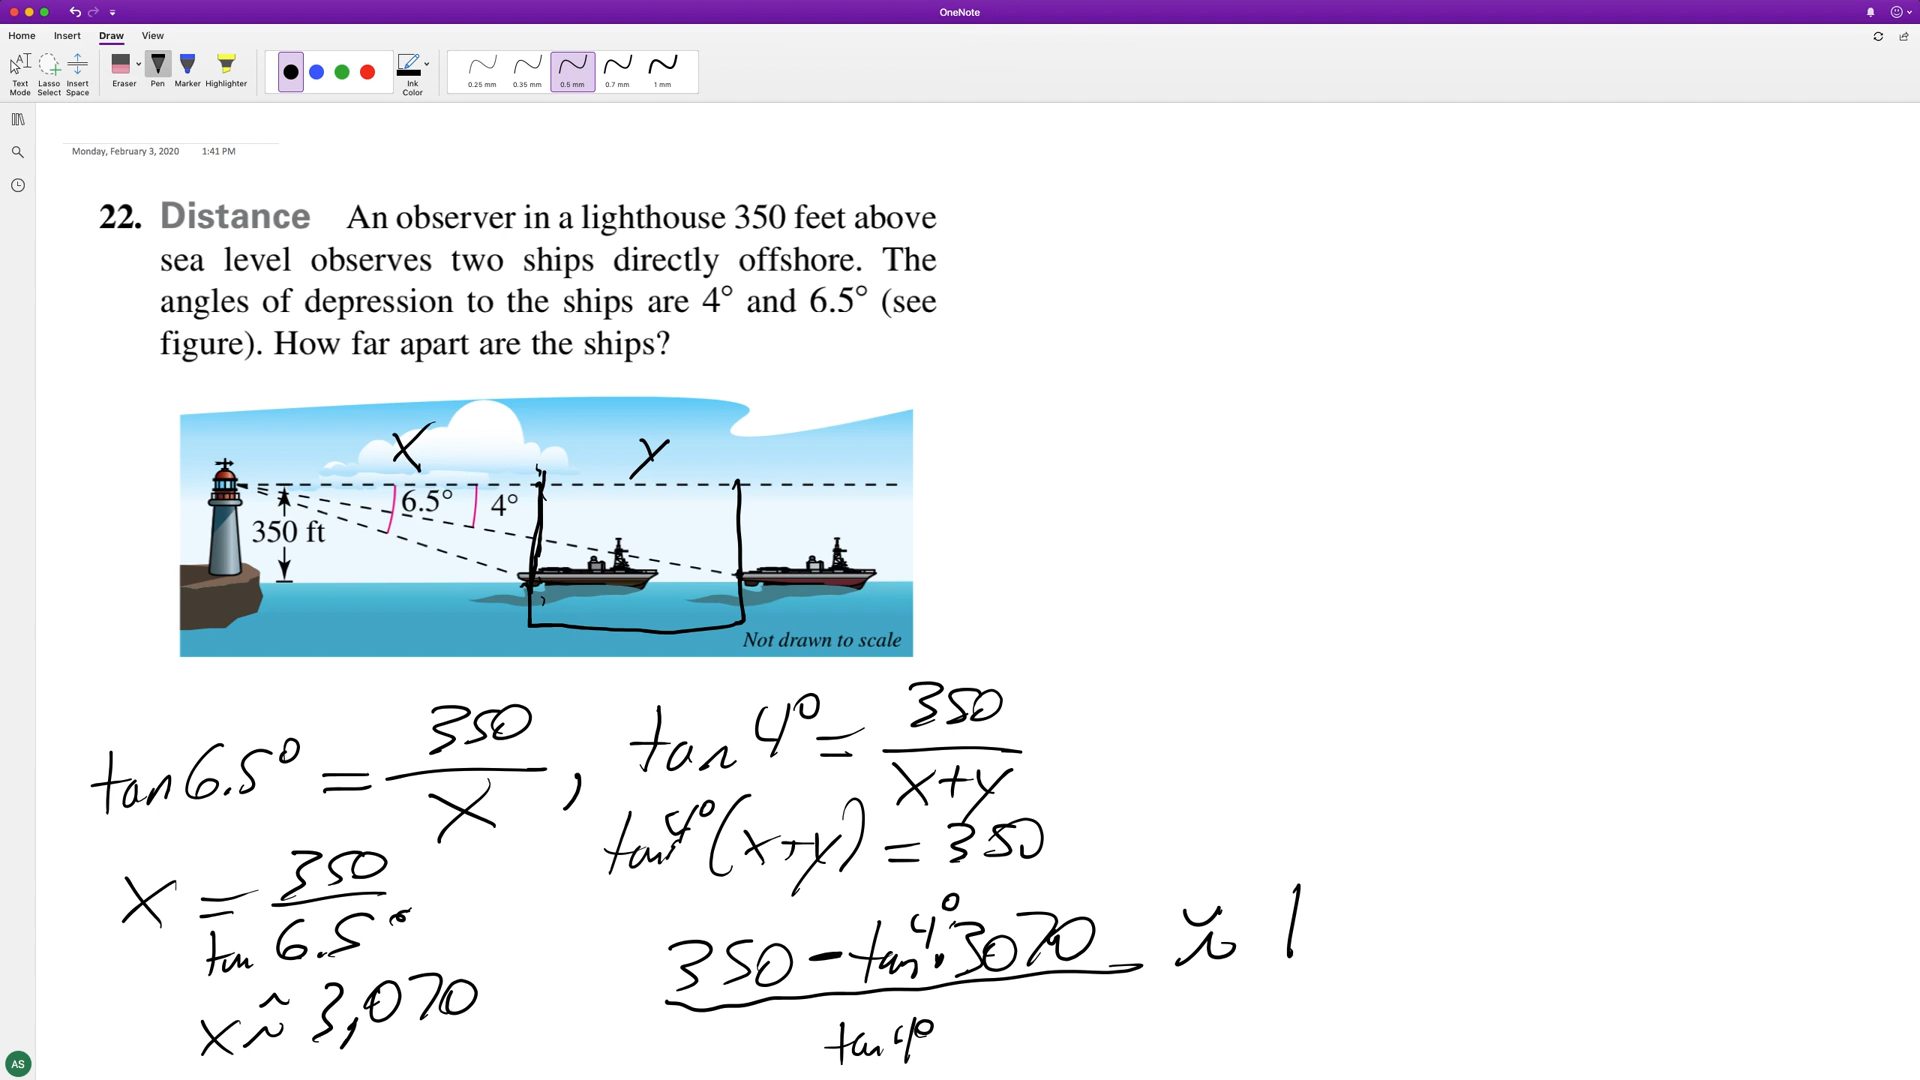 OneNote
Home Insert Draw View
Text Mode Lasso Select Insert Space Eraser Pen Marker Highlighter Ink Color 0.25 mm 0.35 mm 0.5 mm 0.7 mm 1 mm
Monday, February 3, 2020 1:41 PM
22. Distance An observer in a lighthouse 350 feet above
sea level observes two ships directly offshore. The
angles of depression to the ships are 4° and 6.5° (see
figure). How far apart are the ships?
X y
6.5° 4°
350 ft
Not drawn to scale
tan 6.5° = 350/x , tan 4° = 350/(x+y)
tan 4° (x+y) = 350
x = 350/tan 6.5°
(350 - tan 4° · 3070)/tan 4° ≈ 1
x ≈ 3,070
AS